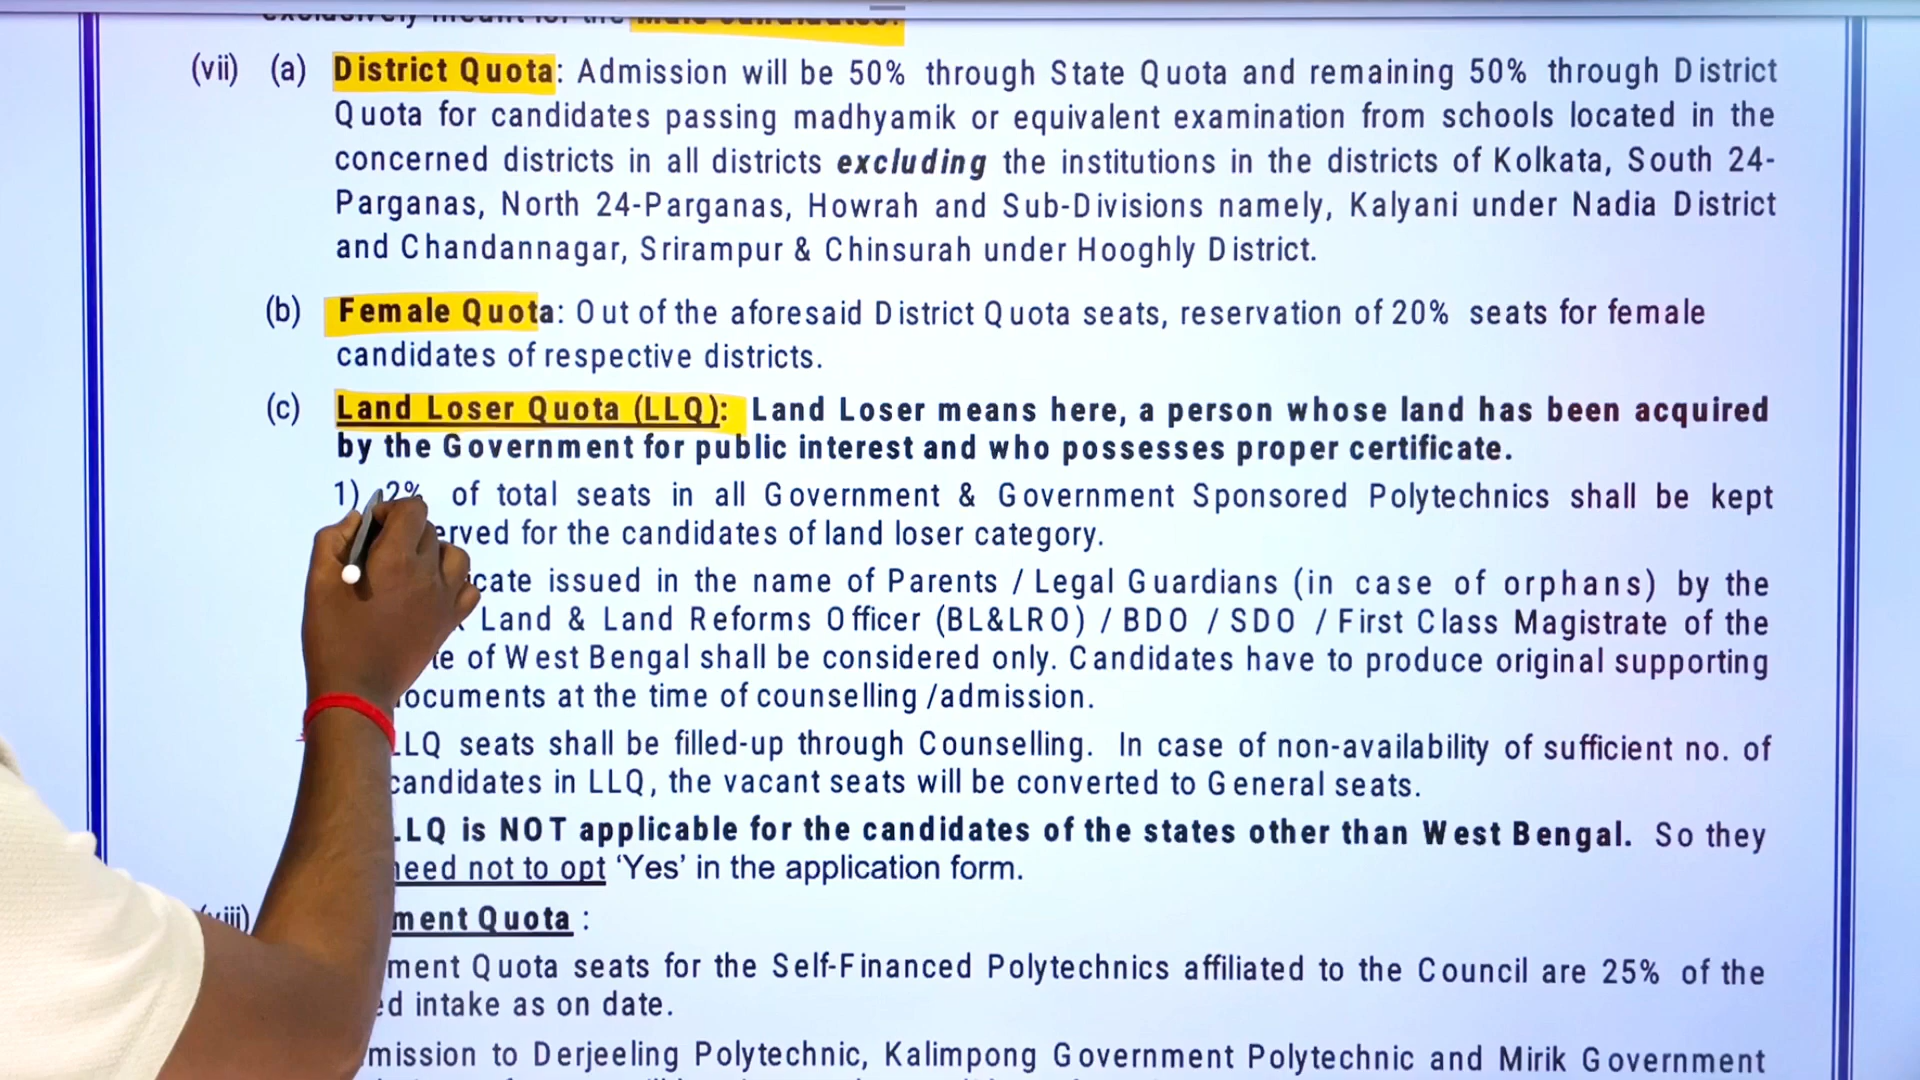 (vii) (a) District Quota: Admission will be 50% through State Quota and remaining 50% through District
Quota for candidates passing madhyamik or equivalent examination from schools located in the
concerned districts in all districts excluding the institutions in the districts of Kolkata, South 24-
Parganas, North 24-Parganas, Howrah and Sub-Divisions namely, Kalyani under Nadia District
and Chandannagar, Srirampur & Chinsurah under Hooghly District.
(b) Female Quota: Out of the aforesaid District Quota seats, reservation of 20% seats for female
candidates of respective districts.
(c) Land Loser Quota (LLQ): Land Loser means here, a person whose land has been acquired
by the Government for public interest and who possesses proper certificate.
1) 2% of total seats in all Government & Government Sponsored Polytechnics shall be kept
erved for the candidates of land loser category.
icate issued in the name of Parents / Legal Guardians (in case of orphans) by the
Land & Land Reforms Officer (BL&LRO) / BDO / SDO / First Class Magistrate of the
te of West Bengal shall be considered only. Candidates have to produce original supporting
ocuments at the time of counselling /admission.
LLQ seats shall be filled-up through Counselling. In case of non-availability of sufficient no. of
candidates in LLQ, the vacant seats will be converted to General seats.
LLQ is NOT applicable for the candidates of the states other than West Bengal. So they
need not to opt ‘Yes’ in the application form.
(viii) ment Quota :
ment Quota seats for the Self-Financed Polytechnics affiliated to the Council are 25% of the
ed intake as on date.
mission to Derjeeling Polytechnic, Kalimpong Government Polytechnic and Mirik Government